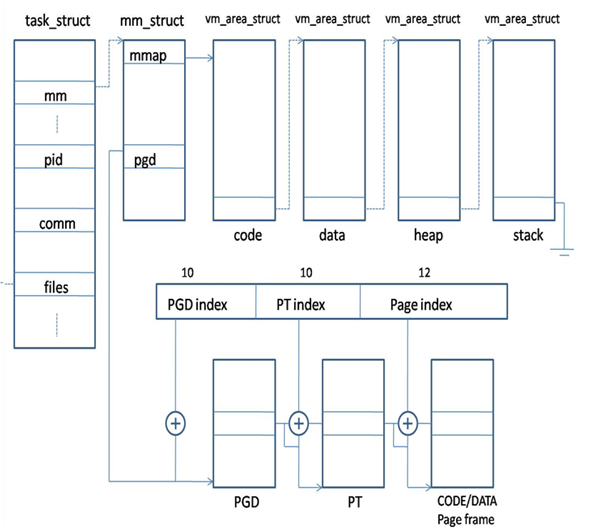 task_struct
mm_struct
vm_area_struct
vm_area_struct
vm_area_struct
vm_area_struct
mmap
mm
pid
pgd
comm
code
data
heap
stack
files
10
10
12
PGD index
PT index
Page index
+
+
+
PGD
PT
CODE/DATA
Page frame